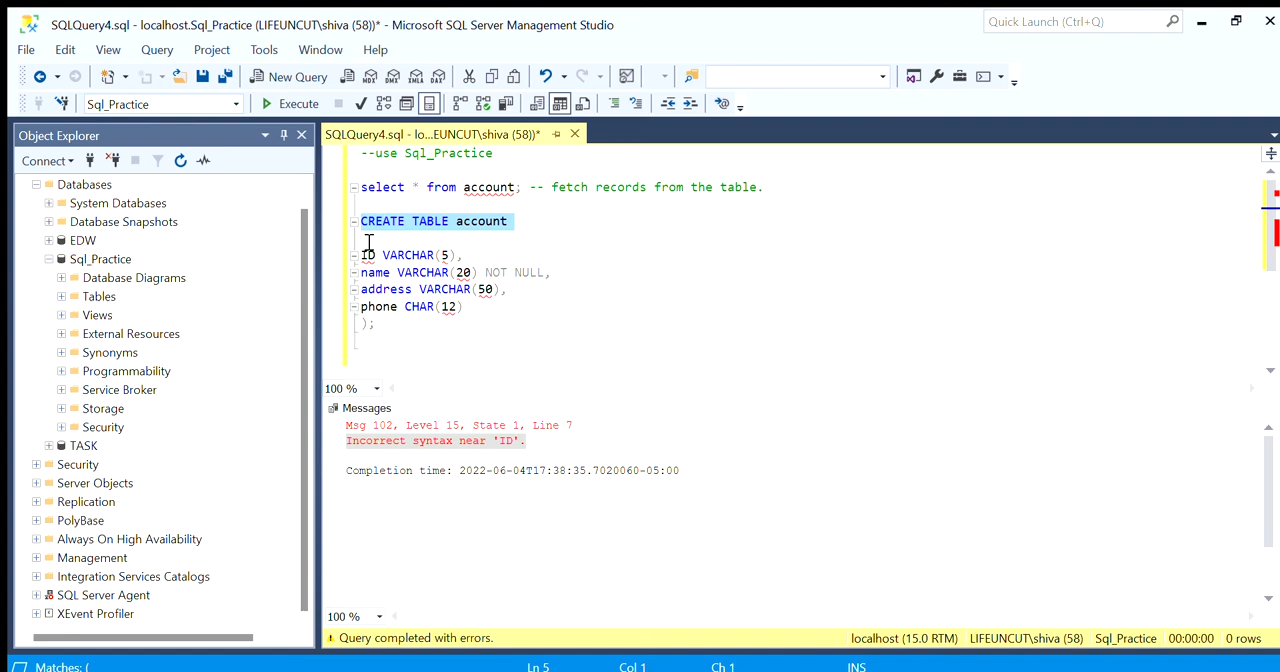 SQLQuery4.sql - localhost.Sql_Practice (LIFEUNCUT\shiva (58))* - Microsoft SQL Server Management Studio
Quick Launch (Ctrl+Q)
File Edit View Query Project Tools Window Help
New Query MDX DMX XMLA DAX
Sql_Practice Execute
Object Explorer
SQLQuery4.sql - lo...EUNCUT\shiva (58))*
Connect
Databases
System Databases
Database Snapshots
EDW
Sql_Practice
Database Diagrams
Tables
Views
External Resources
Synonyms
Programmability
Service Broker
Storage
Security
TASK
Security
Server Objects
Replication
PolyBase
Always On High Availability
Management
Integration Services Catalogs
SQL Server Agent
XEvent Profiler
--use Sql_Practice
select * from account; -- fetch records from the table.
CREATE TABLE account
ID VARCHAR(5),
name VARCHAR(20) NOT NULL,
address VARCHAR(50),
phone CHAR(12)
);
100 %
Messages
Msg 102, Level 15, State 1, Line 7
Incorrect syntax near 'ID'.
Completion time: 2022-06-04T17:38:35.7020060-05:00
100 %
Query completed with errors. localhost (15.0 RTM) LIFEUNCUT\shiva (58) Sql_Practice 00:00:00 0 rows
Matches: ( Ln 5 Col 1 Ch 1 INS